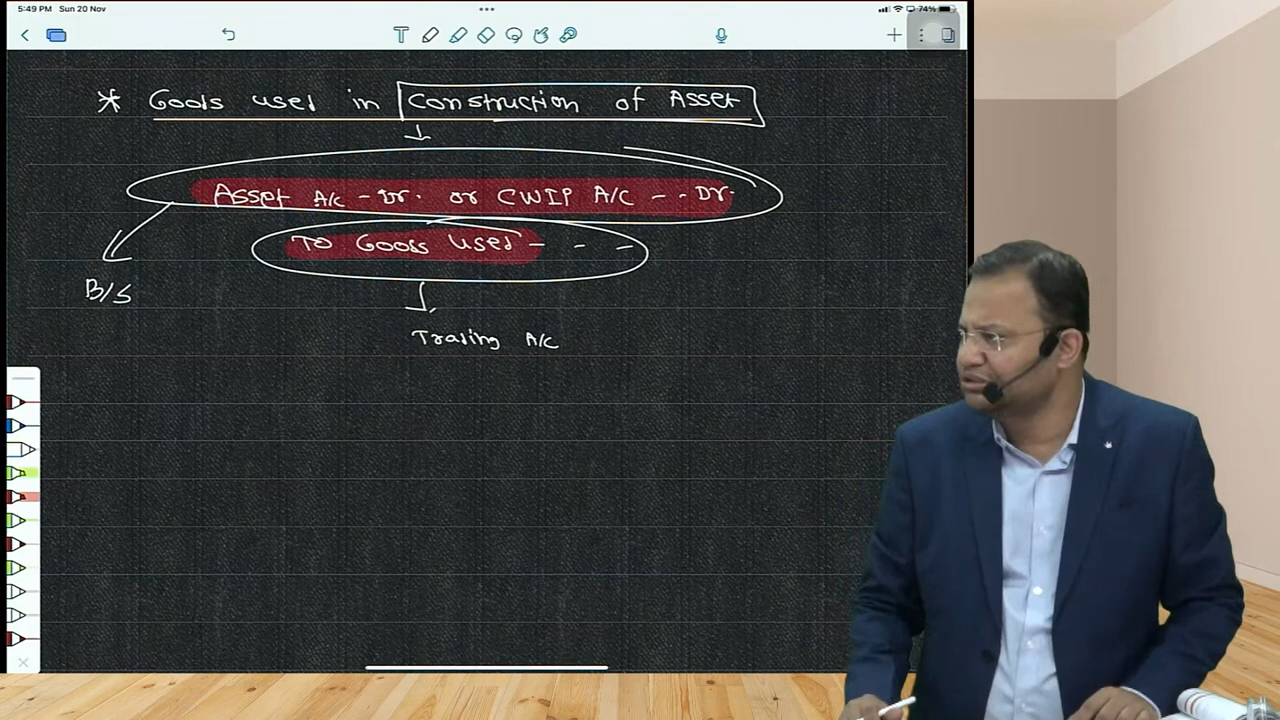 5:49 PM Sun 20 Nov
74%
* Goods used in Construction of Asset
Asset A/C - Dr. or CWIP A/C - - Dr.
To Goods used - - -
B/S
Trading A/C